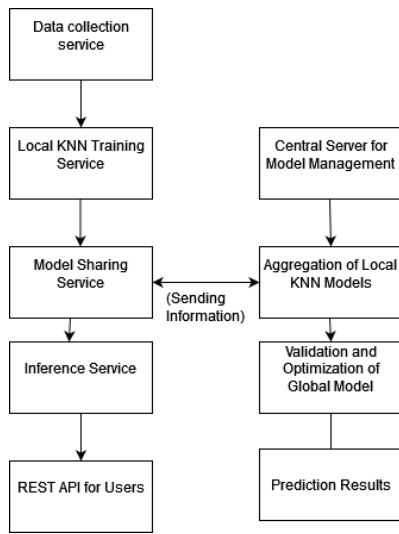 Data collection
service
Local KNN Training
Service
Model Sharing
Service
Inference Service
REST API for Users
(Sending
Information)
Central Server for
Model Management
Aggregation of Local
KNN Models
Validation and
Optimization of
Global Model
Prediction Results